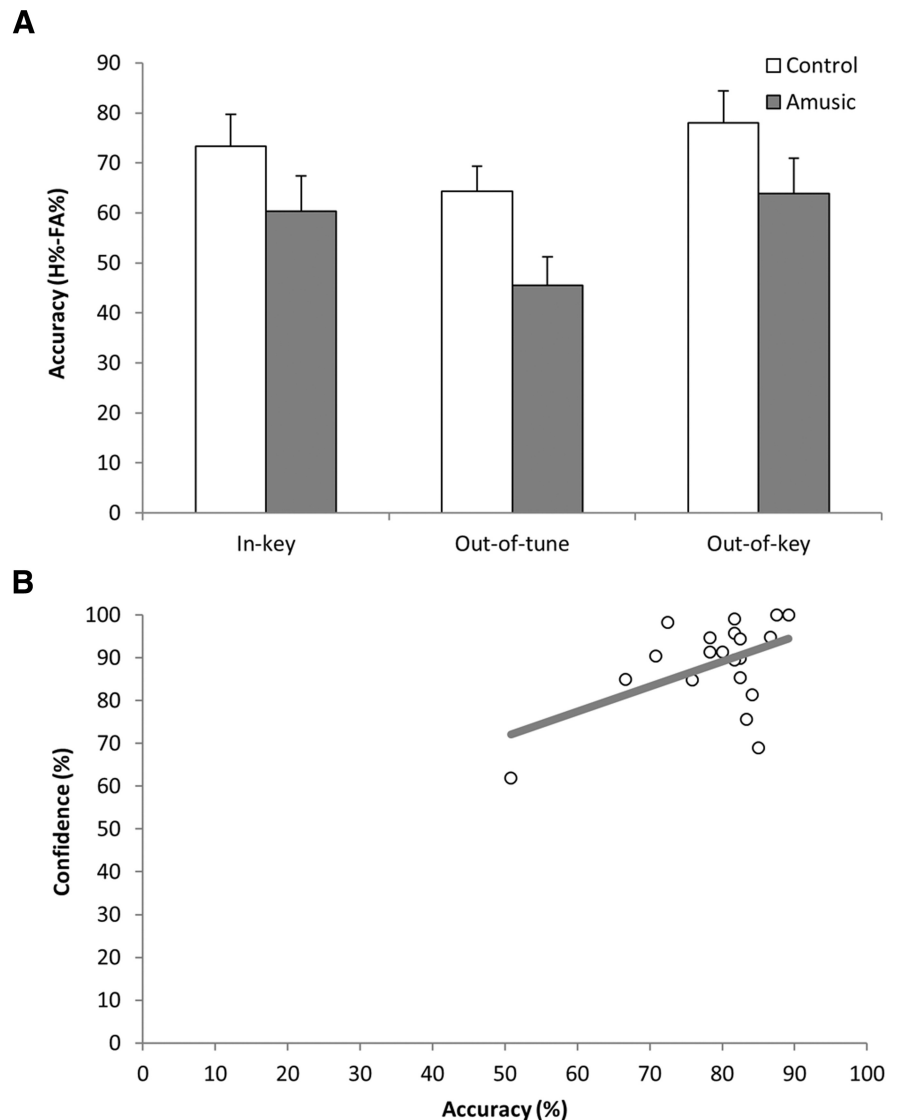 A
90
80
70
60
50
40
30
20
10
0
Accuracy (H%-FA%)
Control
Amusic
In-key Out-of-tune Out-of-key
B
100
90
80
70
60
50
40
30
20
10
0
Confidence (%)
0 10 20 30 40 50 60 70 80 90 100
Accuracy (%)